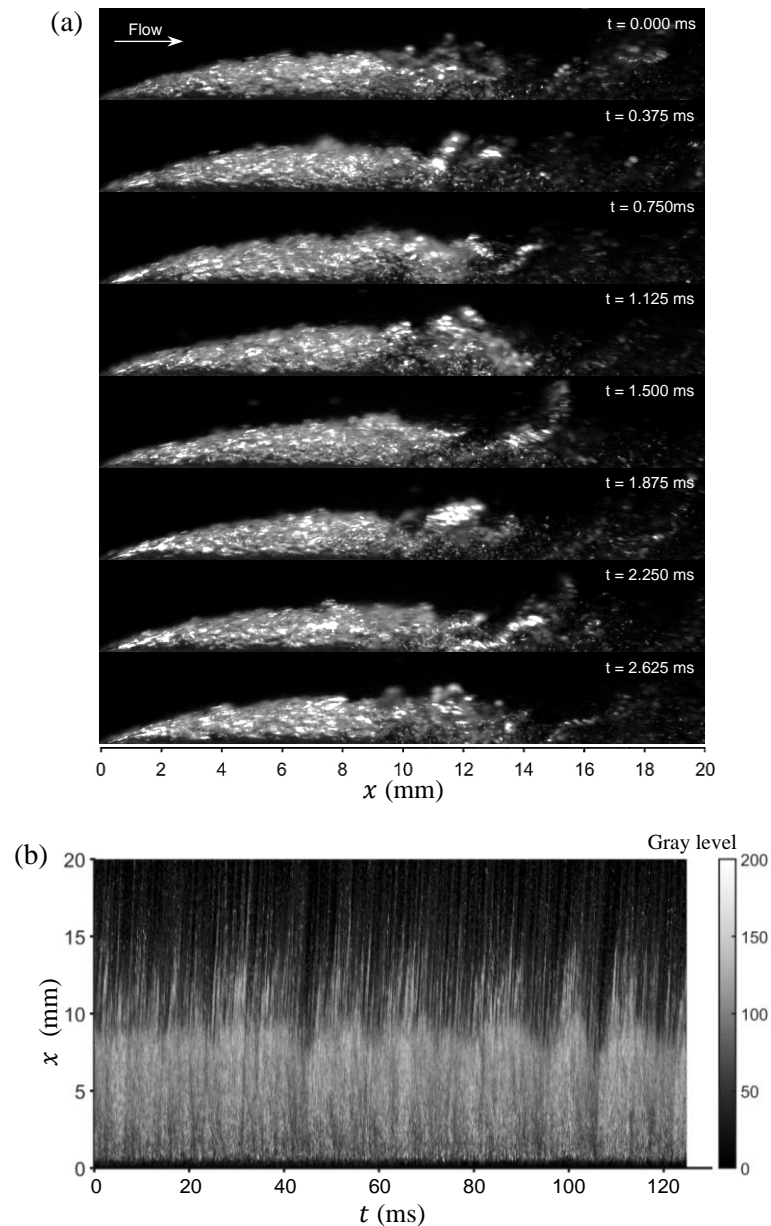 (a)
Flow
t = 0.000 ms
t = 0.375 ms
t = 0.750ms
t = 1.125 ms
t = 1.500 ms
t = 1.875 ms
t = 2.250 ms
t = 2.625 ms
0 2 4 6 8 10 12 14 16 18 20
x (mm)
(b)
Gray level
20
15
10
5
0
x (mm)
0 20 40 60 80 100 120
t (ms)
200
150
100
50
0